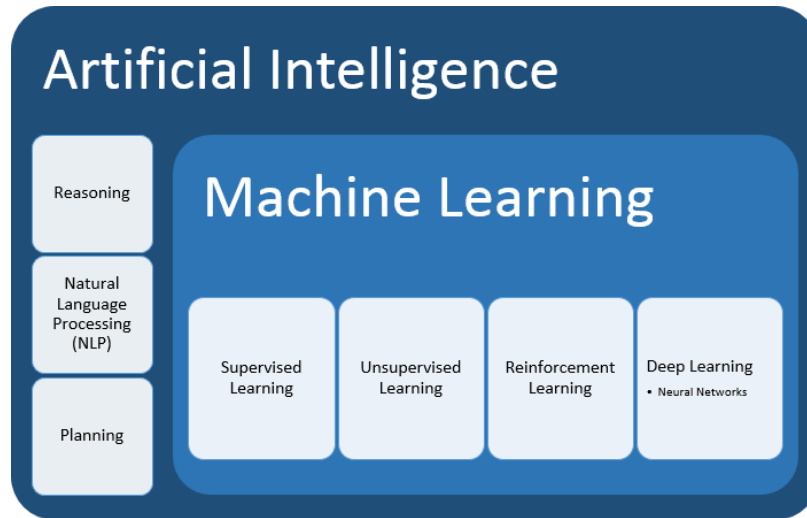 Artificial Intelligence
Reasoning
Natural
Language
Processing
(NLP)
Planning
Machine Learning
Supervised
Learning
Unsupervised
Learning
Reinforcement
Learning
Deep Learning
• Neural Networks